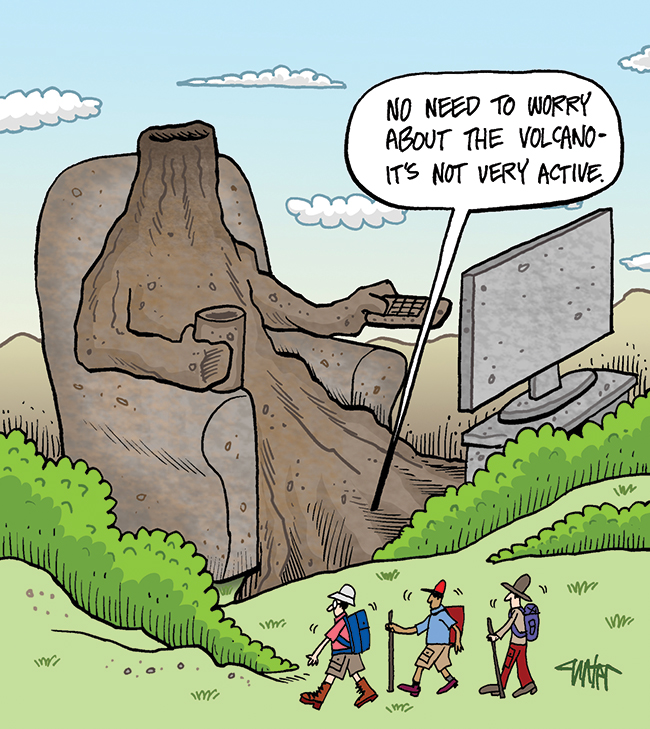 NO NEED TO WORRY
ABOUT THE VOLCANO-
IT'S NOT VERY ACTIVE.